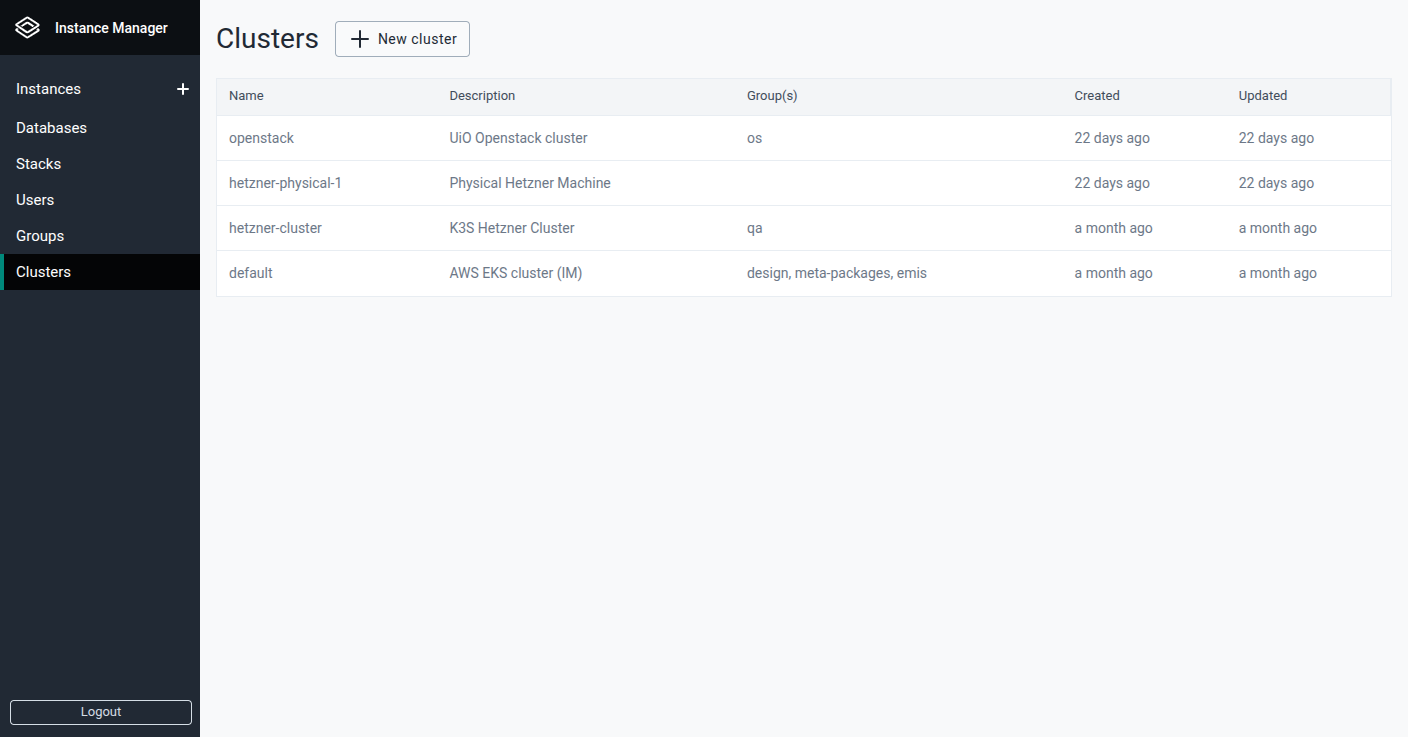 Instance Manager
Instances
Databases
Stacks
Users
Groups
Clusters
Logout
Clusters
New cluster
Name Description Group(s) Created Updated
openstack UiO Openstack cluster os 22 days ago 22 days ago
hetzner-physical-1 Physical Hetzner Machine 22 days ago 22 days ago
hetzner-cluster K3S Hetzner Cluster qa a month ago a month ago
default AWS EKS cluster (IM) design, meta-packages, emis a month ago a month ago